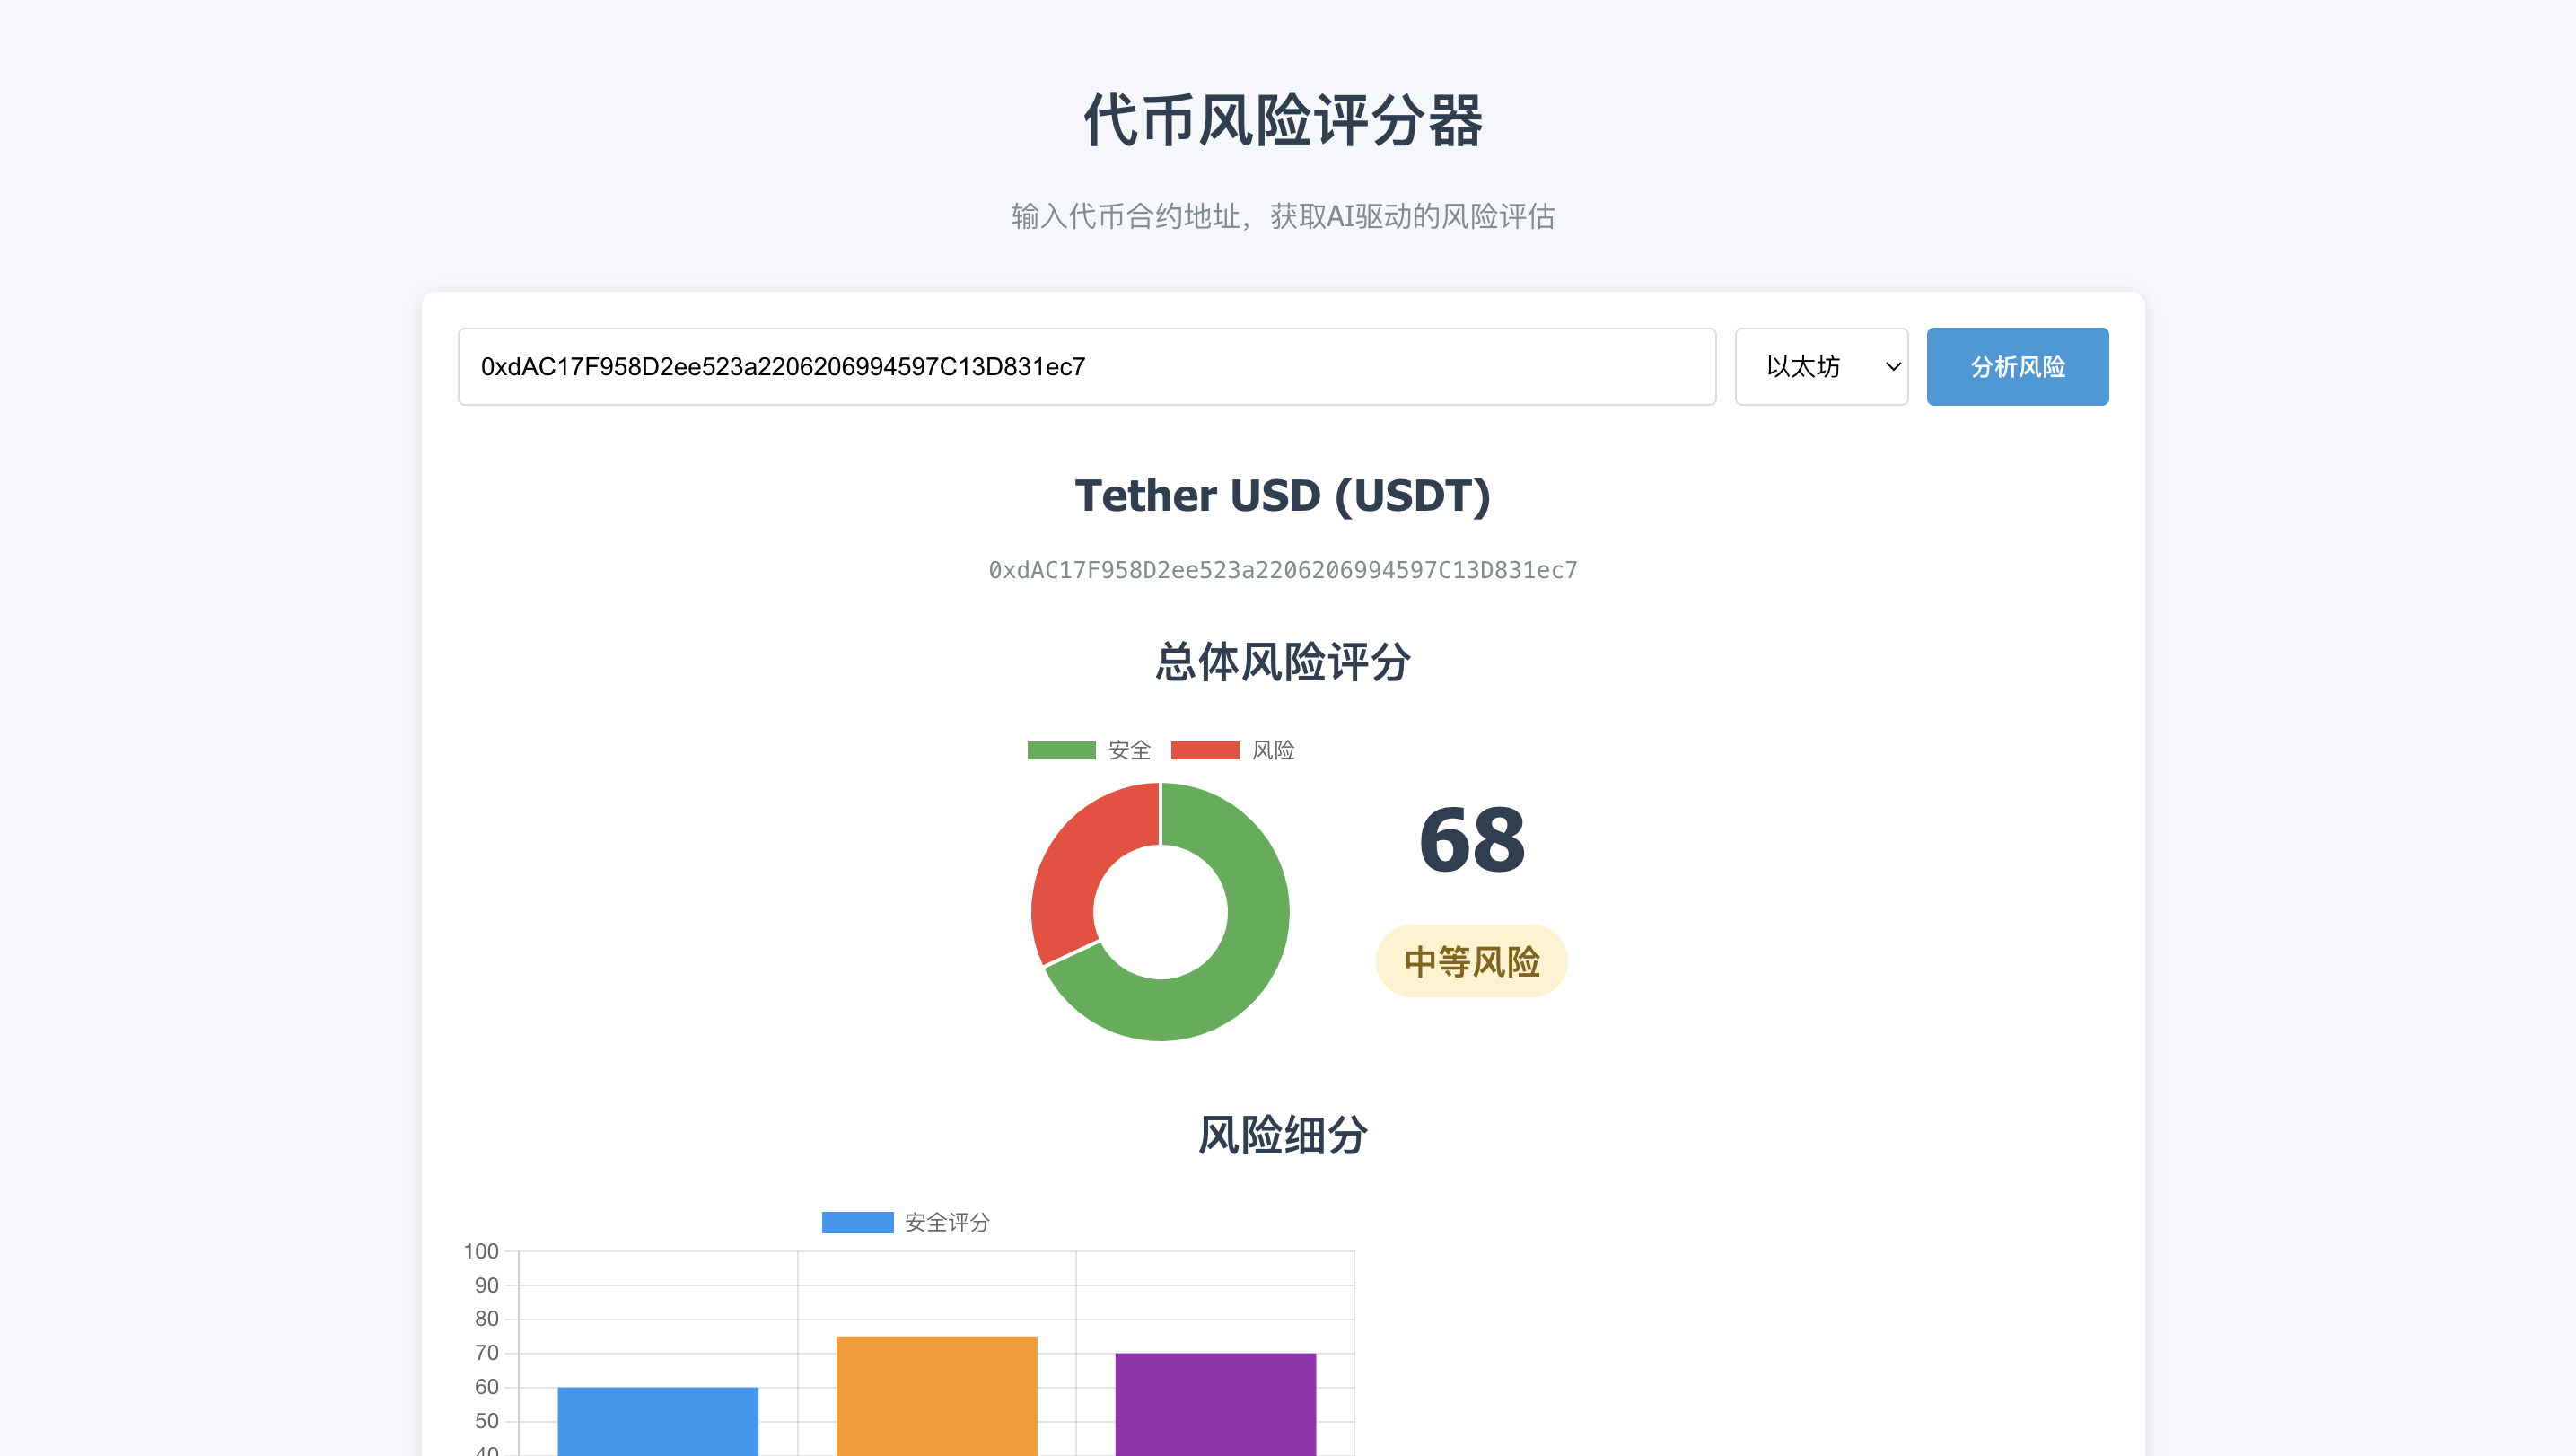 代币风险评分器
输入代币合约地址，获取AI驱动的风险评估
0xdAC17F958D2ee523a2206206994597C13D831ec7 以太坊 分析风险
Tether USD (USDT)
0xdAC17F958D2ee523a2206206994597C13D831ec7
总体风险评分
安全 风险
68
中等风险
风险细分
安全评分
100
90
80
70
60
50
40